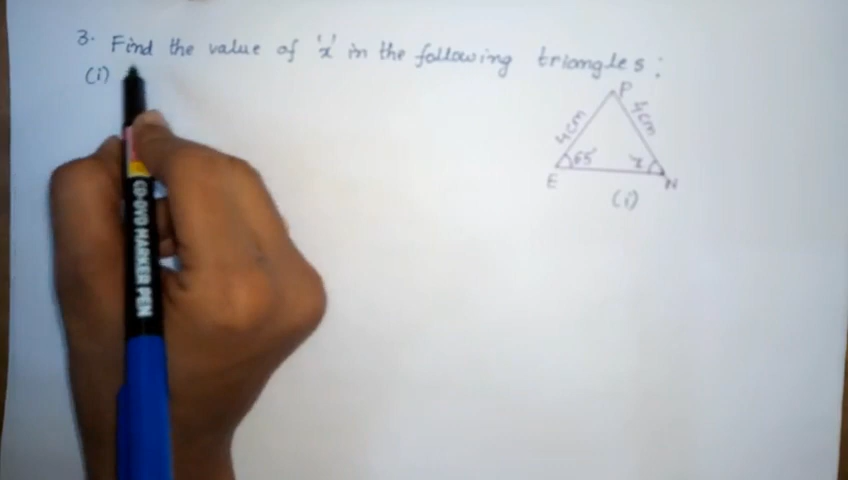 3. Find the value of 'x' in the following triangles:
(i)
P
4cm
4cm
65°
x
E
N
(i)
CD-DVD MARKER PEN